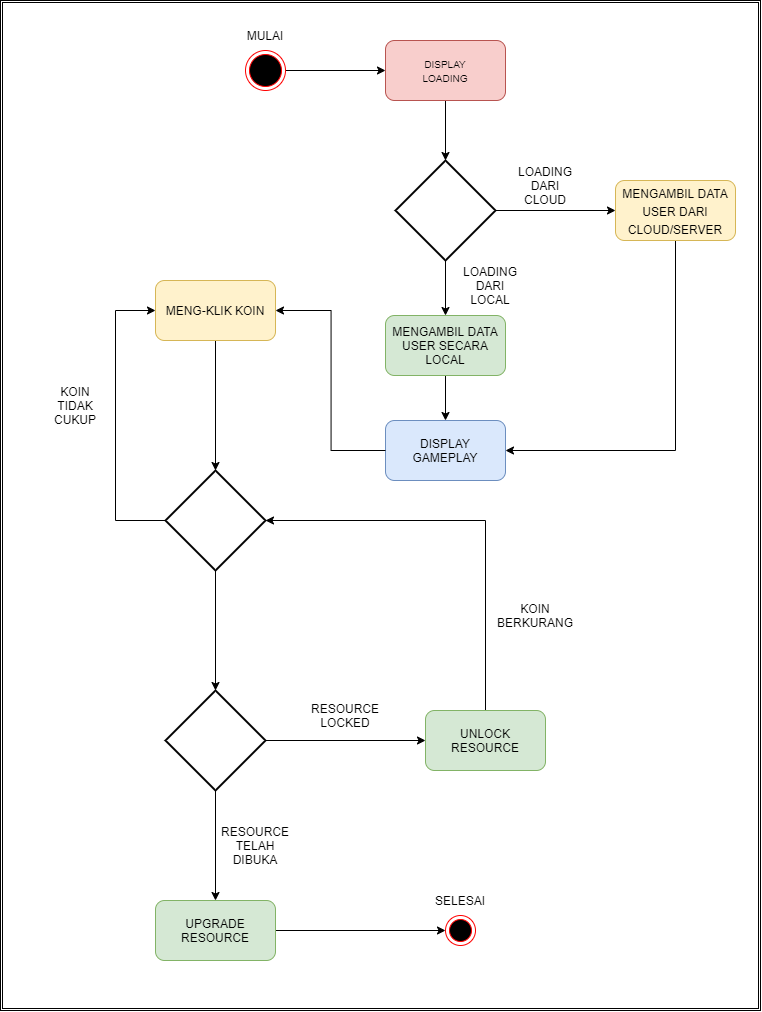 MULAI
DISPLAY
LOADING
LOADING
DARI
CLOUD
MENGAMBIL DATA
USER DARI
CLOUD/SERVER
LOADING
DARI
LOCAL
MENG-KLIK KOIN
MENGAMBIL DATA
USER SECARA
LOCAL
KOIN
TIDAK
CUKUP
DISPLAY
GAMEPLAY
KOIN
BERKURANG
RESOURCE
LOCKED
UNLOCK
RESOURCE
RESOURCE
TELAH
DIBUKA
UPGRADE
RESOURCE
SELESAI